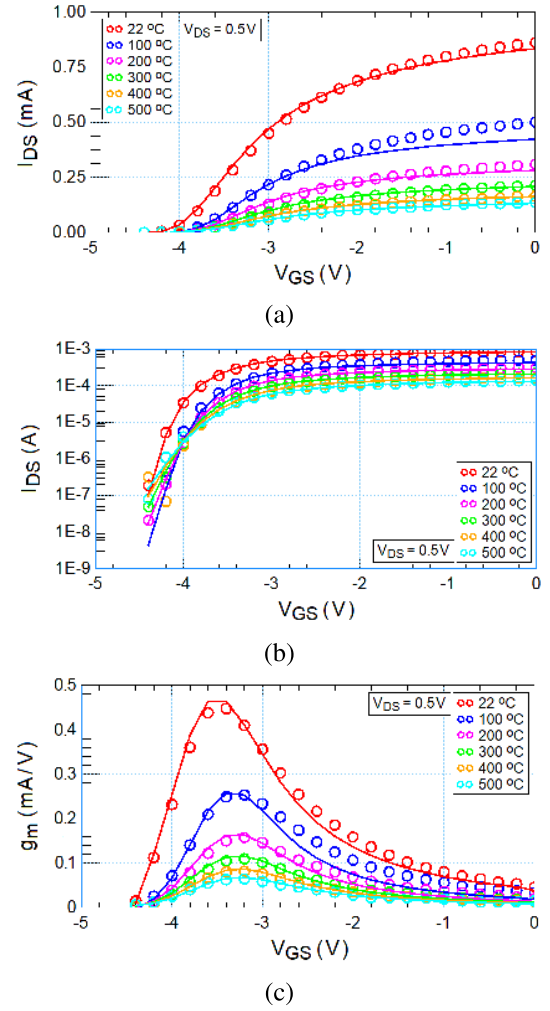 1.00
0.75
0.50
0.25
0.00
I_DS (mA)
22 ºC
100 ºC
200 ºC
300 ºC
400 ºC
500 ºC
V_DS = 0.5V
-5 -4 -3 -2 -1 0
V_GS (V)
(a)
1E-3
1E-4
1E-5
1E-6
1E-7
1E-8
1E-9
I_DS (A)
22 ºC
100 ºC
200 ºC
300 ºC
400 ºC
500 ºC
V_DS = 0.5V
-5 -4 -3 -2 -1 0
V_GS (V)
(b)
0.5
0.4
0.3
0.2
0.1
0
g_m (mA/V)
V_DS = 0.5V
22 ºC
100 ºC
200 ºC
300 ºC
400 ºC
500 ºC
-5 -4 -3 -2 -1 0
V_GS (V)
(c)